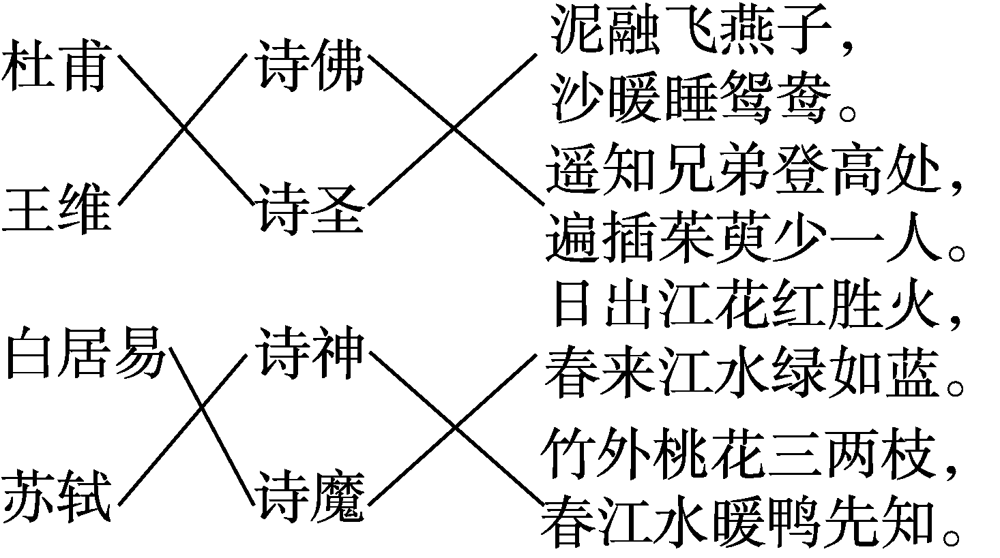 杜甫 诗佛 泥融飞燕子，
沙暖睡鸳鸯。
王维 诗圣 遥知兄弟登高处，
遍插茱萸少一人。
白居易 诗神 日出江花红胜火，
春来江水绿如蓝。
苏轼 诗魔 竹外桃花三两枝，
春江水暖鸭先知。